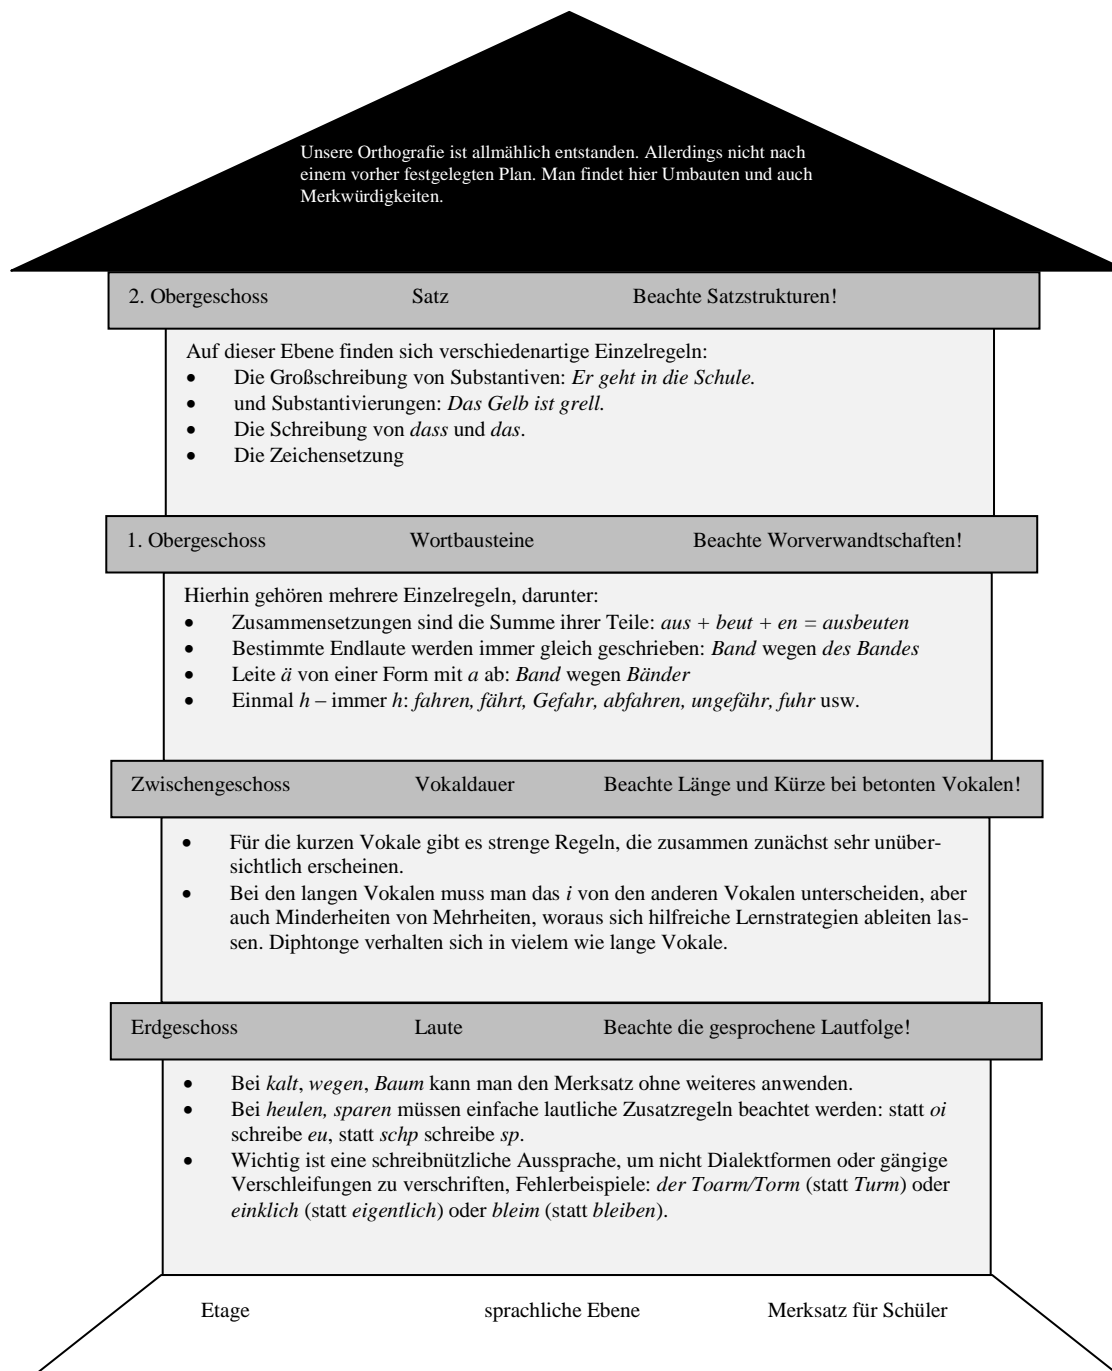 Unsere Orthografie ist allmählich entstanden. Allerdings nicht nach
einem vorher festgelegten Plan. Man findet hier Umbauten und auch
Merkwürdigkeiten.
2. Obergeschoss Satz Beachte Satzstrukturen!
Auf dieser Ebene finden sich verschiedenartige Einzelregeln:
• Die Großschreibung von Substantiven: Er geht in die Schule.
• und Substantivierungen: Das Gelb ist grell.
• Die Schreibung von dass und das.
• Die Zeichensetzung
1. Obergeschoss Wortbausteine Beachte Worverwandtschaften!
Hierhin gehören mehrere Einzelregeln, darunter:
• Zusammensetzungen sind die Summe ihrer Teile: aus + beut + en = ausbeuten
• Bestimmte Endlaute werden immer gleich geschrieben: Band wegen des Bandes
• Leite ä von einer Form mit a ab: Band wegen Bänder
• Einmal h – immer h: fahren, fährt, Gefahr, abfahren, ungefähr, fuhr usw.
Zwischengeschoss Vokaldauer Beachte Länge und Kürze bei betonten Vokalen!
• Für die kurzen Vokale gibt es strenge Regeln, die zusammen zunächst sehr unüber-
sichtlich erscheinen.
• Bei den langen Vokalen muss man das i von den anderen Vokalen unterscheiden, aber
auch Minderheiten von Mehrheiten, woraus sich hilfreiche Lernstrategien ableiten las-
sen. Diphtonge verhalten sich in vielem wie lange Vokale.
Erdgeschoss Laute Beachte die gesprochene Lautfolge!
• Bei kalt, wegen, Baum kann man den Merksatz ohne weiteres anwenden.
• Bei heulen, sparen müssen einfache lautliche Zusatzregeln beachtet werden: statt oi
schreibe eu, statt schp schreibe sp.
• Wichtig ist eine schreibnützliche Aussprache, um nicht Dialektformen oder gängige
Verschleifungen zu verschriften, Fehlerbeispiele: der Toarm/Torm (statt Turm) oder
einklich (statt eigentlich) oder bleim (statt bleiben).
Etage sprachliche Ebene Merksatz für Schüler